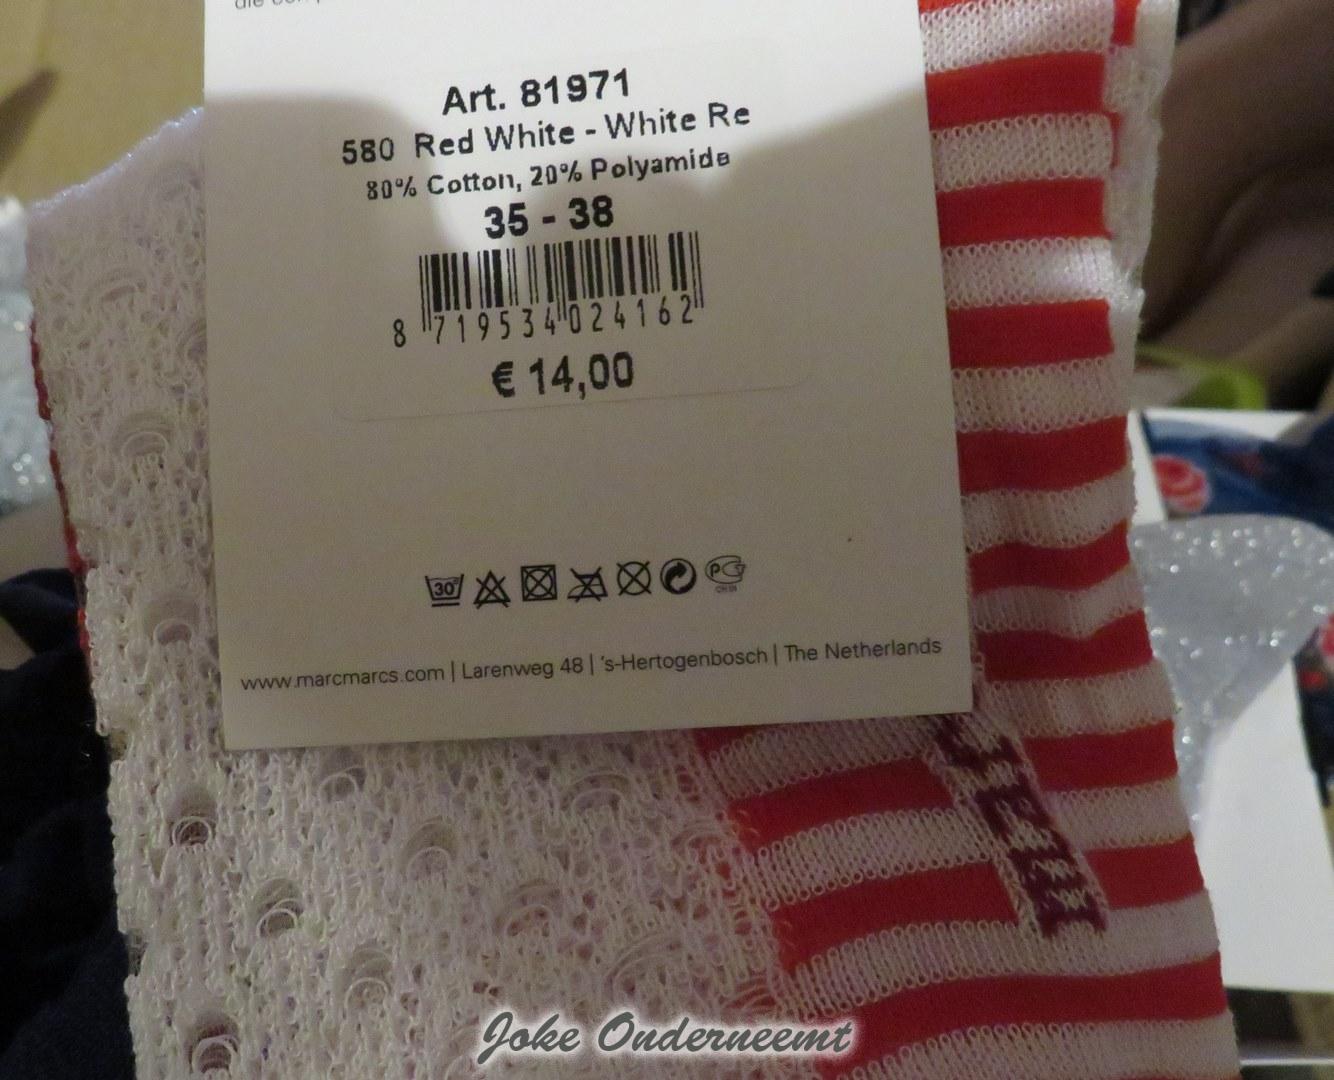 Art. 81971
580 Red White - White Re
80% Cotton, 20% Polyamide
35 - 38
8 719534 024162
€ 14,00
30°
www.marcmarcs.com | Larenweg 48 | 's-Hertogenbosch | The Netherlands
Joke Onderneemt